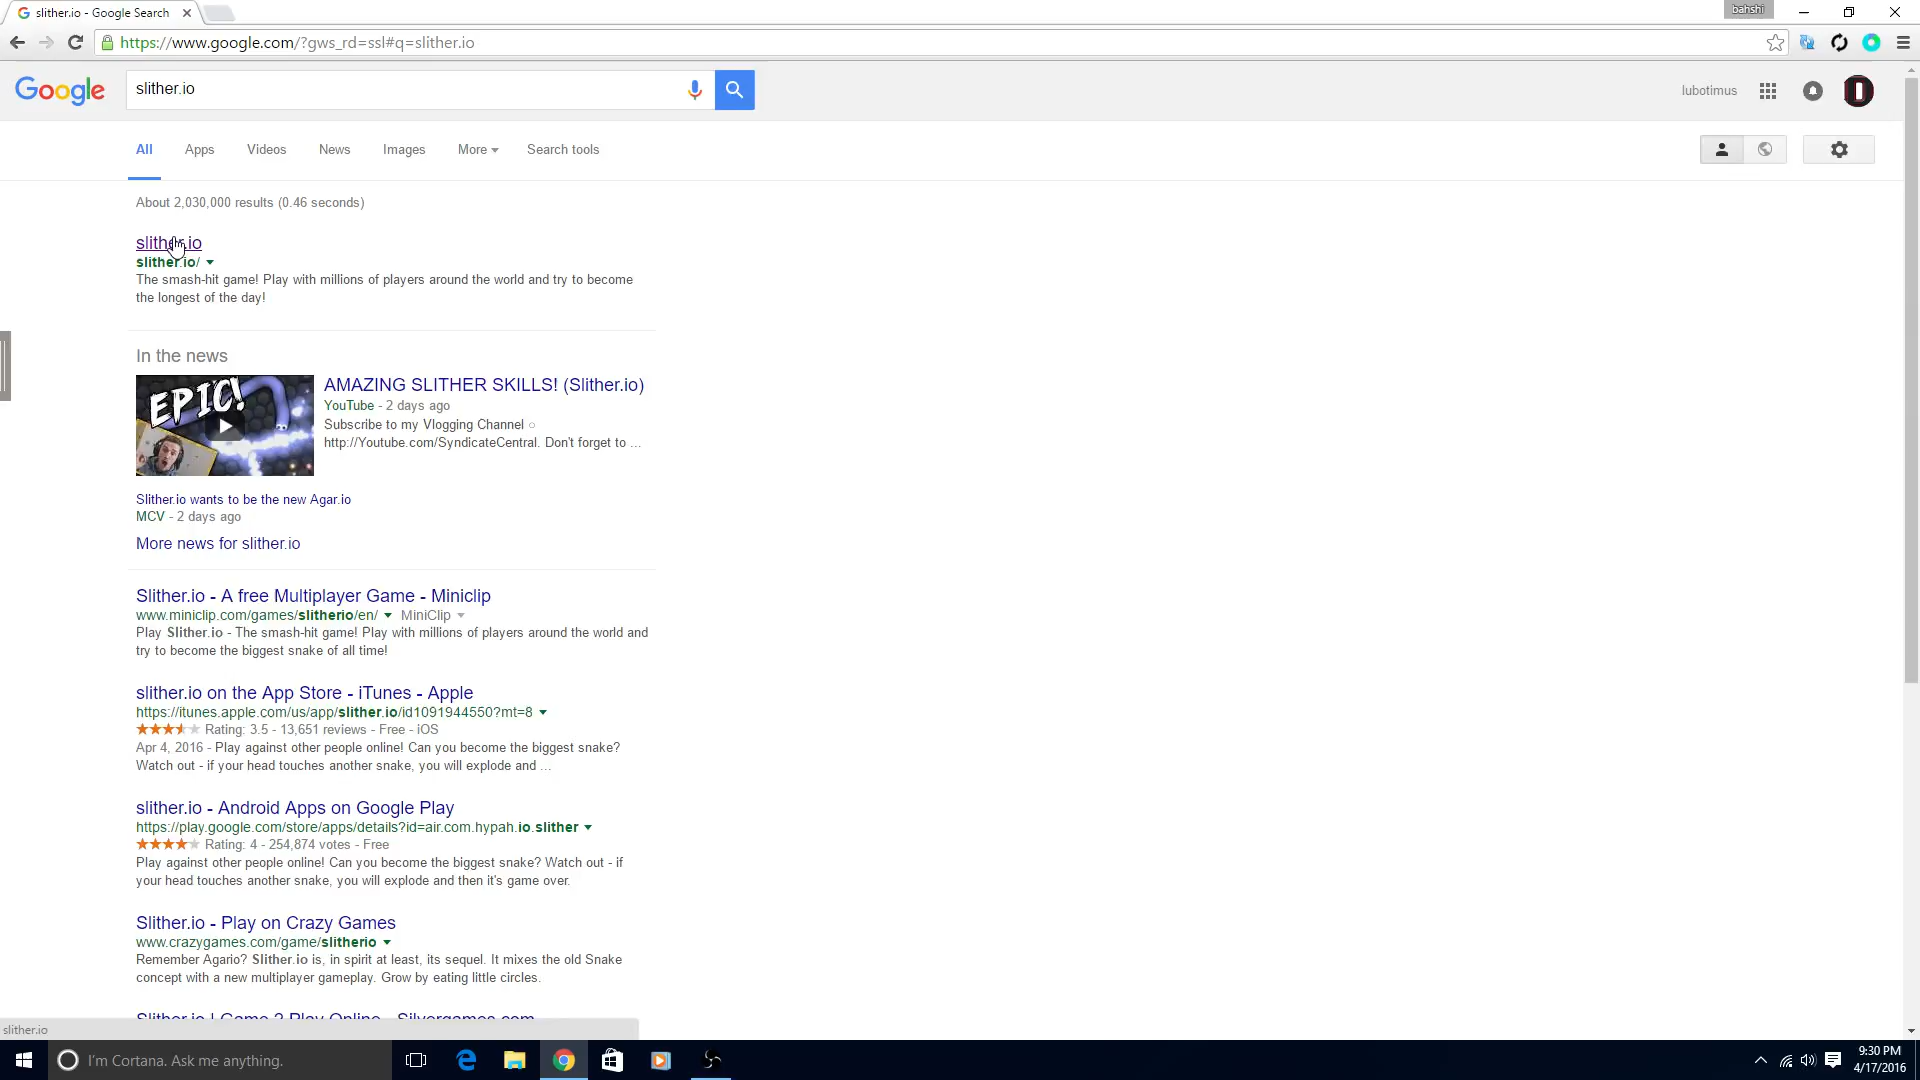 slither.io - Google Search
bahshi
https://www.google.com/?gws_rd=ssl#q=slither.io
Google
slither.io
lubotimus
All
Apps
Videos
News
Images
More
Search tools
About 2,030,000 results (0.46 seconds)
slither.io
slither.io/
The smash-hit game! Play with millions of players around the world and try to become
the longest of the day!
In the news
EPIC!
AMAZING SLITHER SKILLS! (Slither.io)
YouTube - 2 days ago
Subscribe to my Vlogging Channel ○
http://Youtube.com/SyndicateCentral. Don't forget to ...
Slither.io wants to be the new Agar.io
MCV - 2 days ago
More news for slither.io
Slither.io - A free Multiplayer Game - Miniclip
www.miniclip.com/games/slitherio/en/ MiniClip
Play Slither.io - The smash-hit game! Play with millions of players around the world and
try to become the biggest snake of all time!
slither.io on the App Store - iTunes - Apple
https://itunes.apple.com/us/app/slither.io/id1091944550?mt=8
Rating: 3.5 - 13,651 reviews - Free - iOS
Apr 4, 2016 - Play against other people online! Can you become the biggest snake?
Watch out - if your head touches another snake, you will explode and ...
slither.io - Android Apps on Google Play
https://play.google.com/store/apps/details?id=air.com.hypah.io.slither
Rating: 4 - 254,874 votes - Free
Play against other people online! Can you become the biggest snake? Watch out - if
your head touches another snake, you will explode and then it's game over.
Slither.io - Play on Crazy Games
www.crazygames.com/game/slitherio
Remember Agario? Slither.io is, in spirit at least, its sequel. It mixes the old Snake
concept with a new multiplayer gameplay. Grow by eating little circles.
Slither.io | Game 2 Play Online - Silvergames.com
slither.io
I'm Cortana. Ask me anything.
9:30 PM
4/17/2016